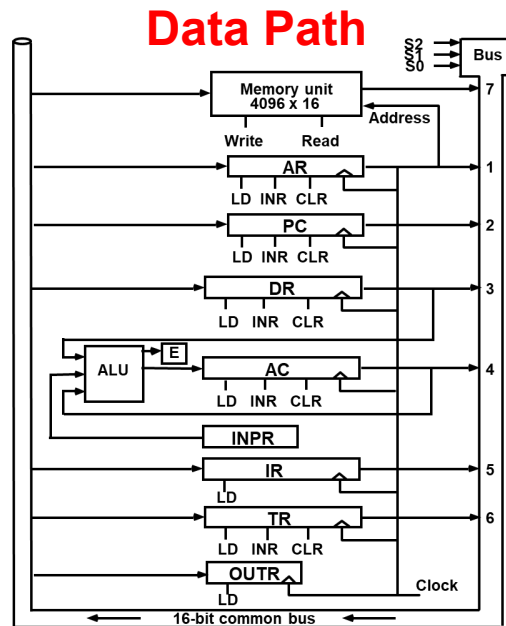 Data Path
S2
S1
S0
Bus
Memory unit
4096 x 16
7
Address
Write Read
AR
1
LD INR CLR
PC
2
LD INR CLR
DR
3
LD INR CLR
ALU
E
AC
4
LD INR CLR
INPR
IR
5
LD
TR
6
LD INR CLR
OUTR
LD
Clock
16-bit common bus